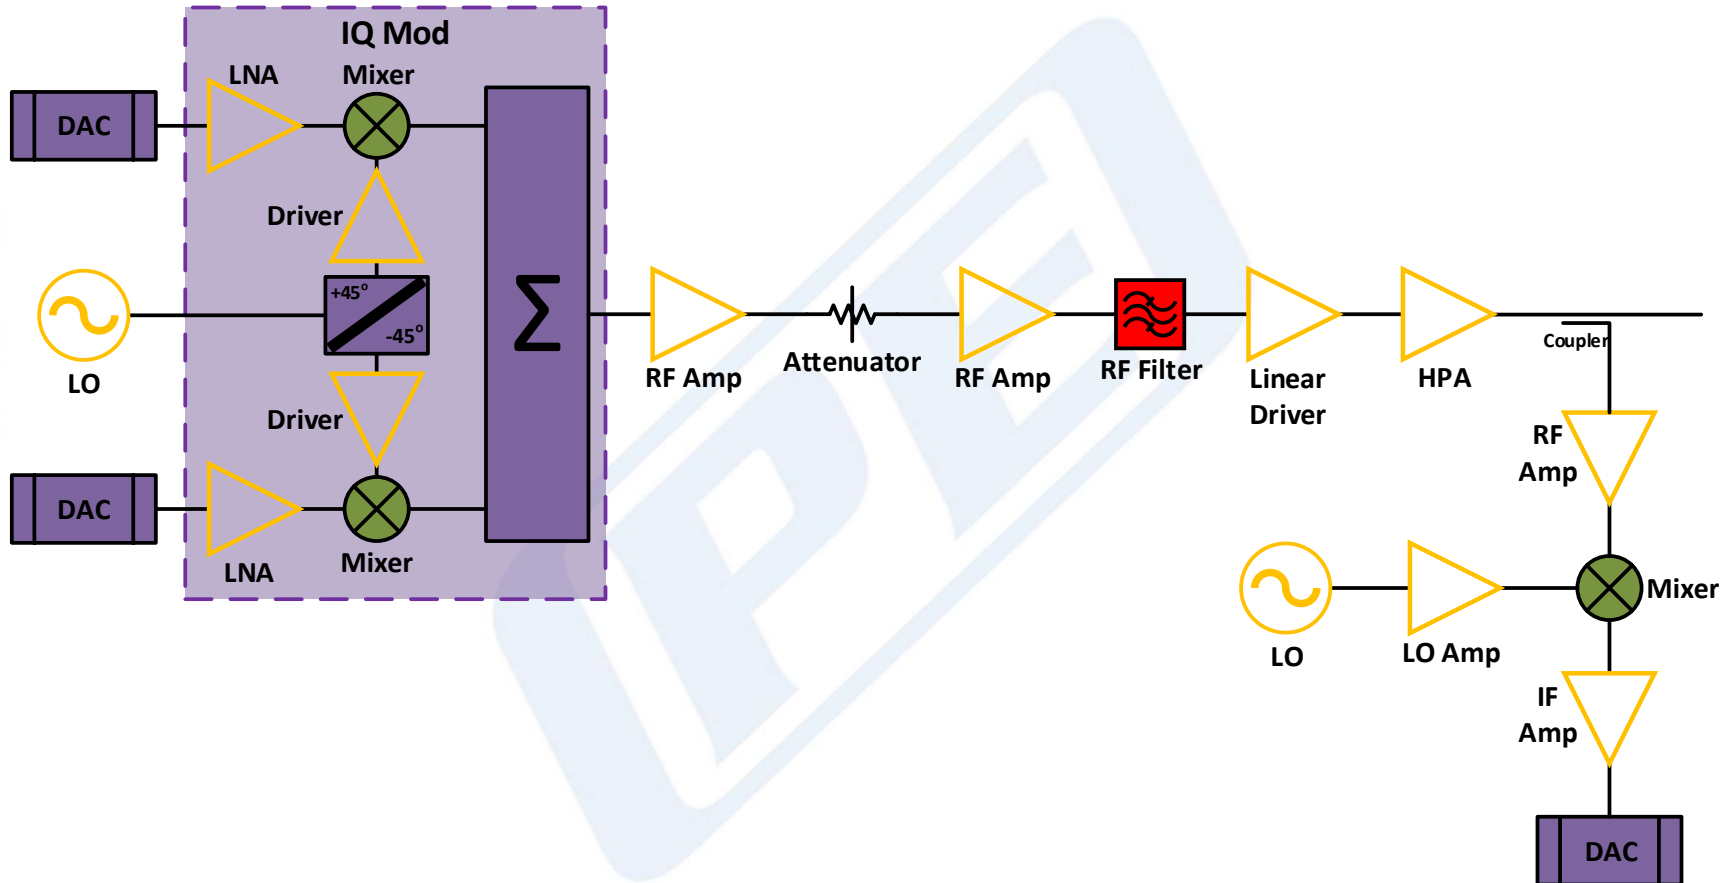 IQ Mod
LNA
Mixer
DAC
Driver
+45°
-45°
LO
Driver
DAC
LNA
Mixer
Σ
RF Amp
Attenuator
RF Amp
RF Filter
Linear
Driver
HPA
Coupler
RF
Amp
LO
LO Amp
Mixer
IF
Amp
DAC
PE